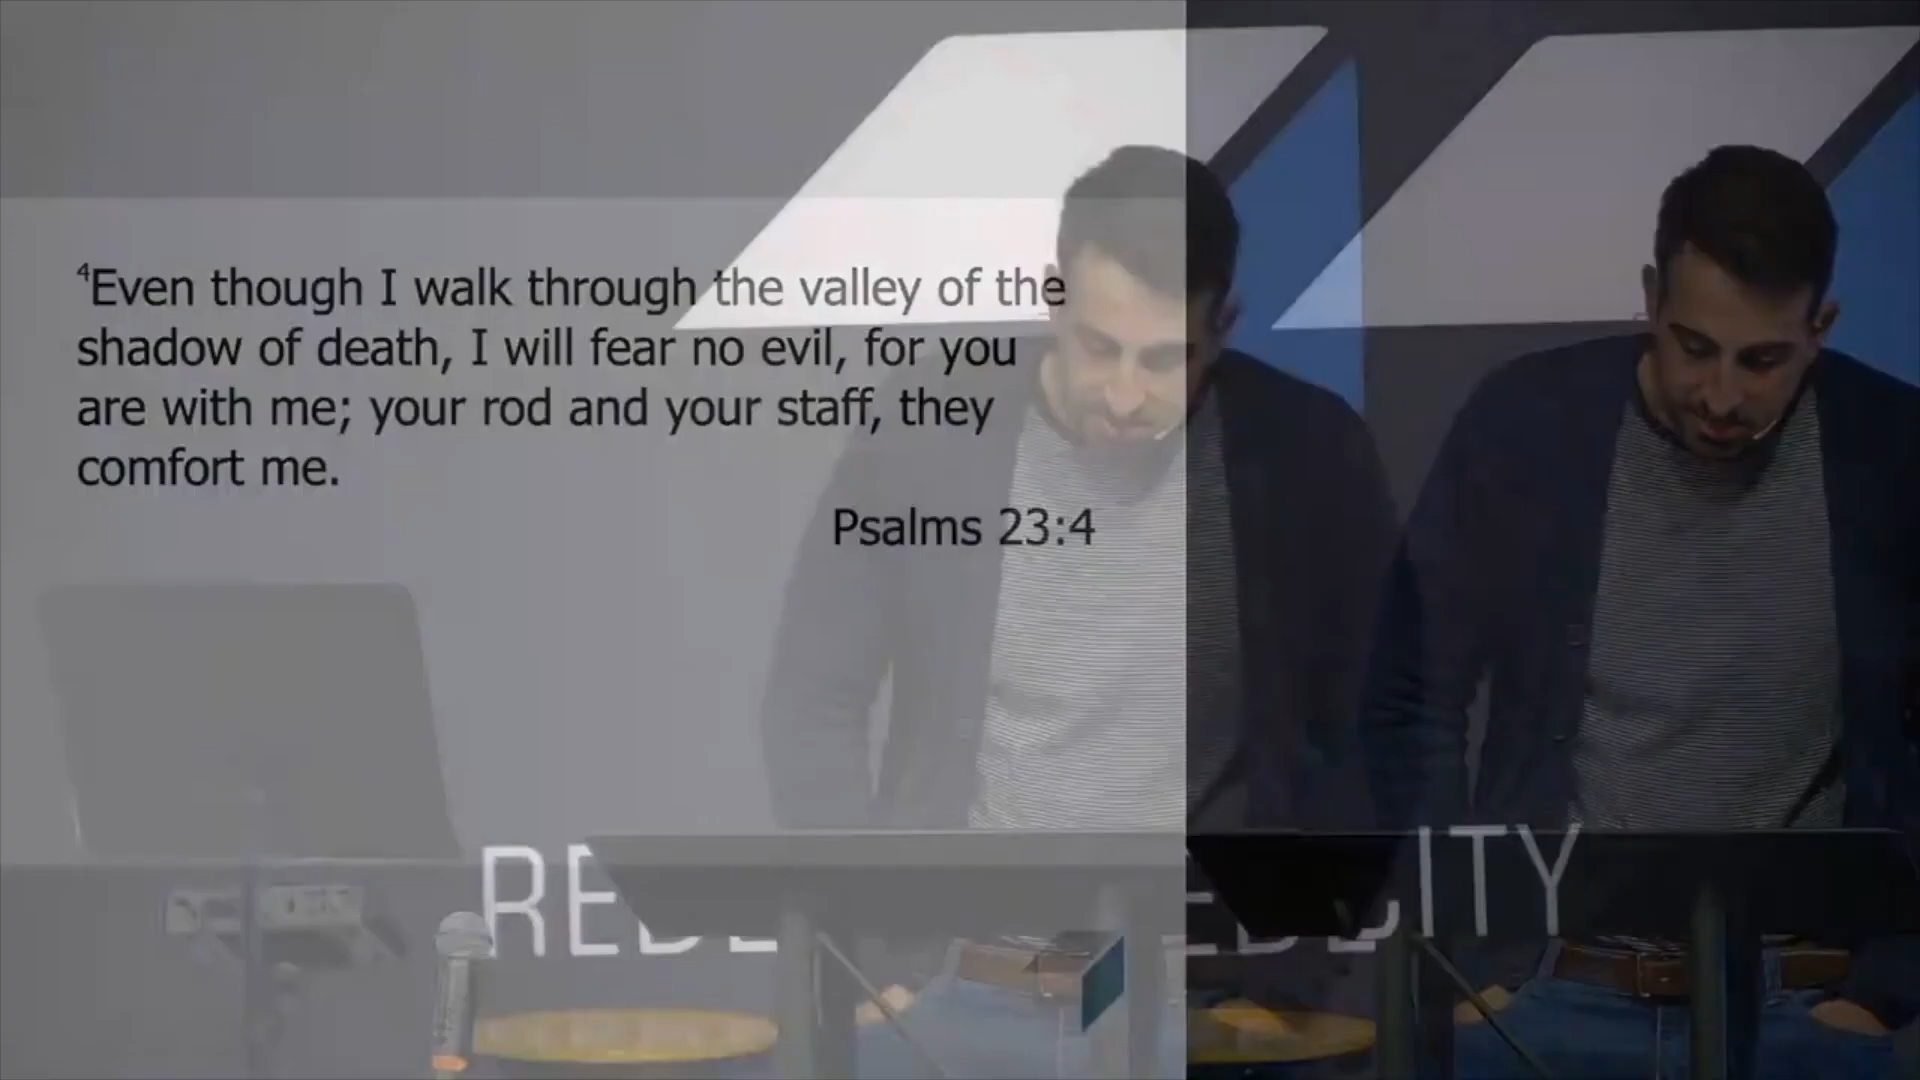 ⁴Even though I walk through the valley of the
shadow of death, I will fear no evil, for you
are with me; your rod and your staff, they
comfort me.
Psalms 23:4
ITY